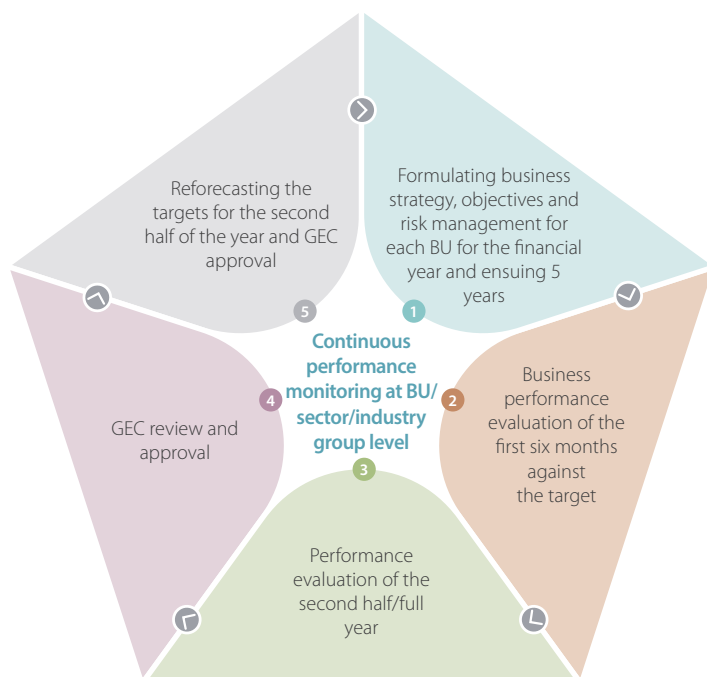 Formulating business
strategy, objectives and
risk management for
each BU for the financial
year and ensuing 5
years
1
Business
performance
evaluation of the
first six months
against
the target
2
3
Performance
evaluation of the
second half/full
year
GEC review and
approval
4
Reforecasting the
targets for the second
half of the year and GEC
approval
5
Continuous
performance
monitoring at BU/
sector/industry
group level